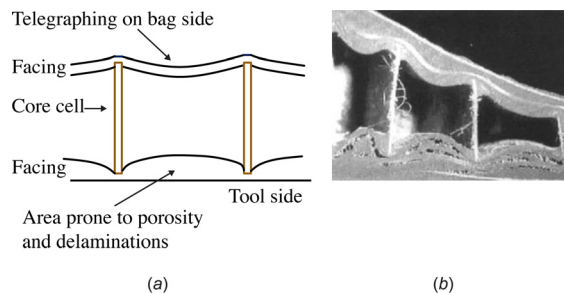 Telegraphing on bag side
Facing
Core cell
Facing
Tool side
Area prone to porosity
and delaminations
(a)
(b)